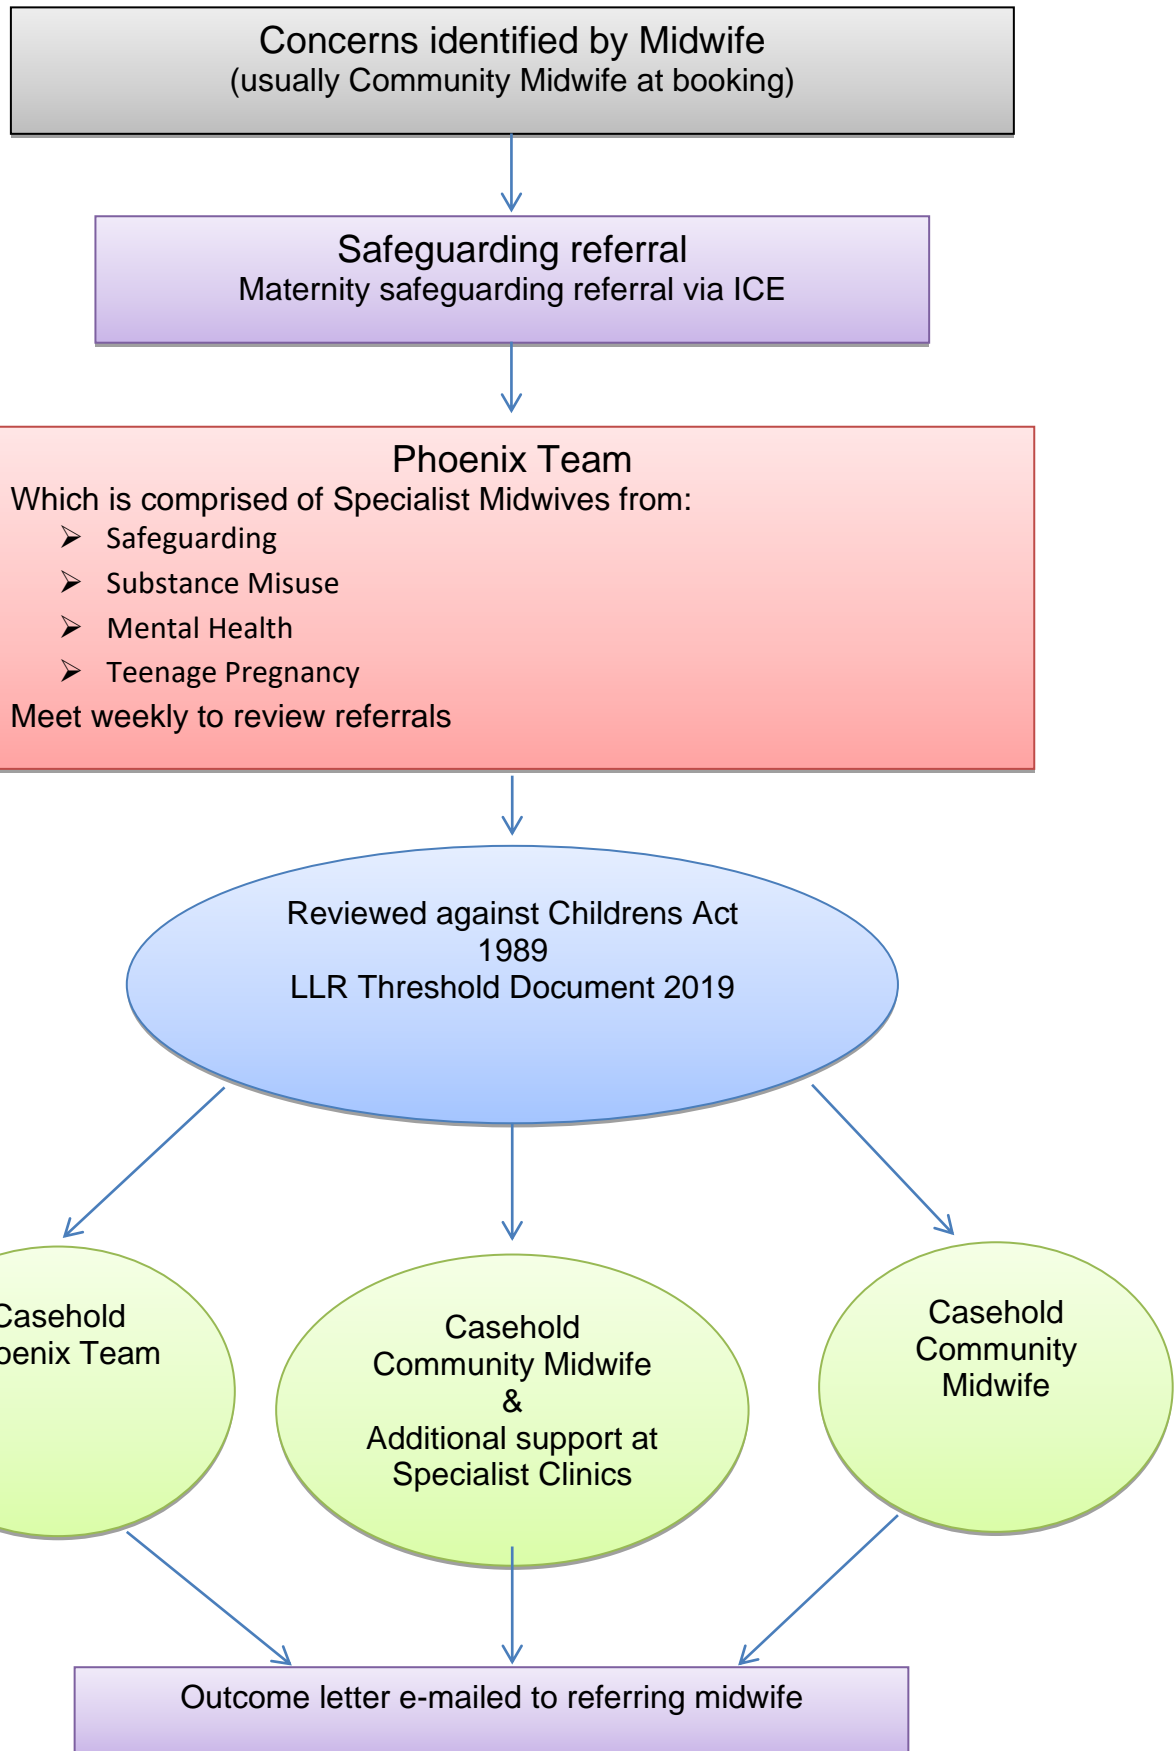 Concerns identified by Midwife
(usually Community Midwife at booking)
Safeguarding referral
Maternity safeguarding referral via ICE
Phoenix Team
Which is comprised of Specialist Midwives from:
➢ Safeguarding
➢ Substance Misuse
➢ Mental Health
➢ Teenage Pregnancy
Meet weekly to review referrals
Reviewed against Childrens Act
1989
LLR Threshold Document 2019
Casehold
oenix Team
Casehold
Community Midwife
&
Additional support at
Specialist Clinics
Casehold
Community
Midwife
Outcome letter e-mailed to referring midwife